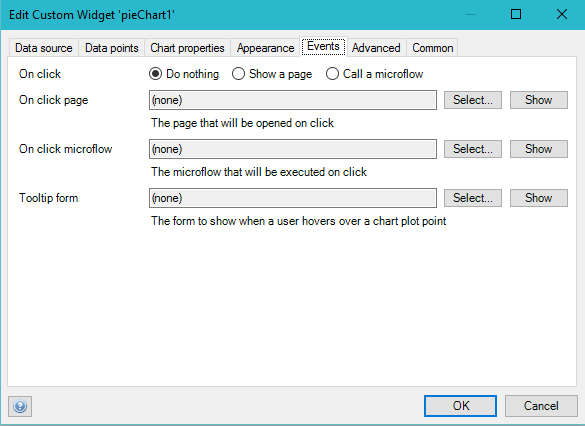 Edit Custom Widget 'pieChart1'
Data source Data points Chart properties Appearance Events Advanced Common
On click Do nothing Show a page Call a microflow
On click page (none) Select... Show
The page that will be opened on click
On click microflow (none) Select... Show
The microflow that will be executed on click
Tooltip form (none) Select... Show
The form to show when a user hovers over a chart plot point
? OK Cancel